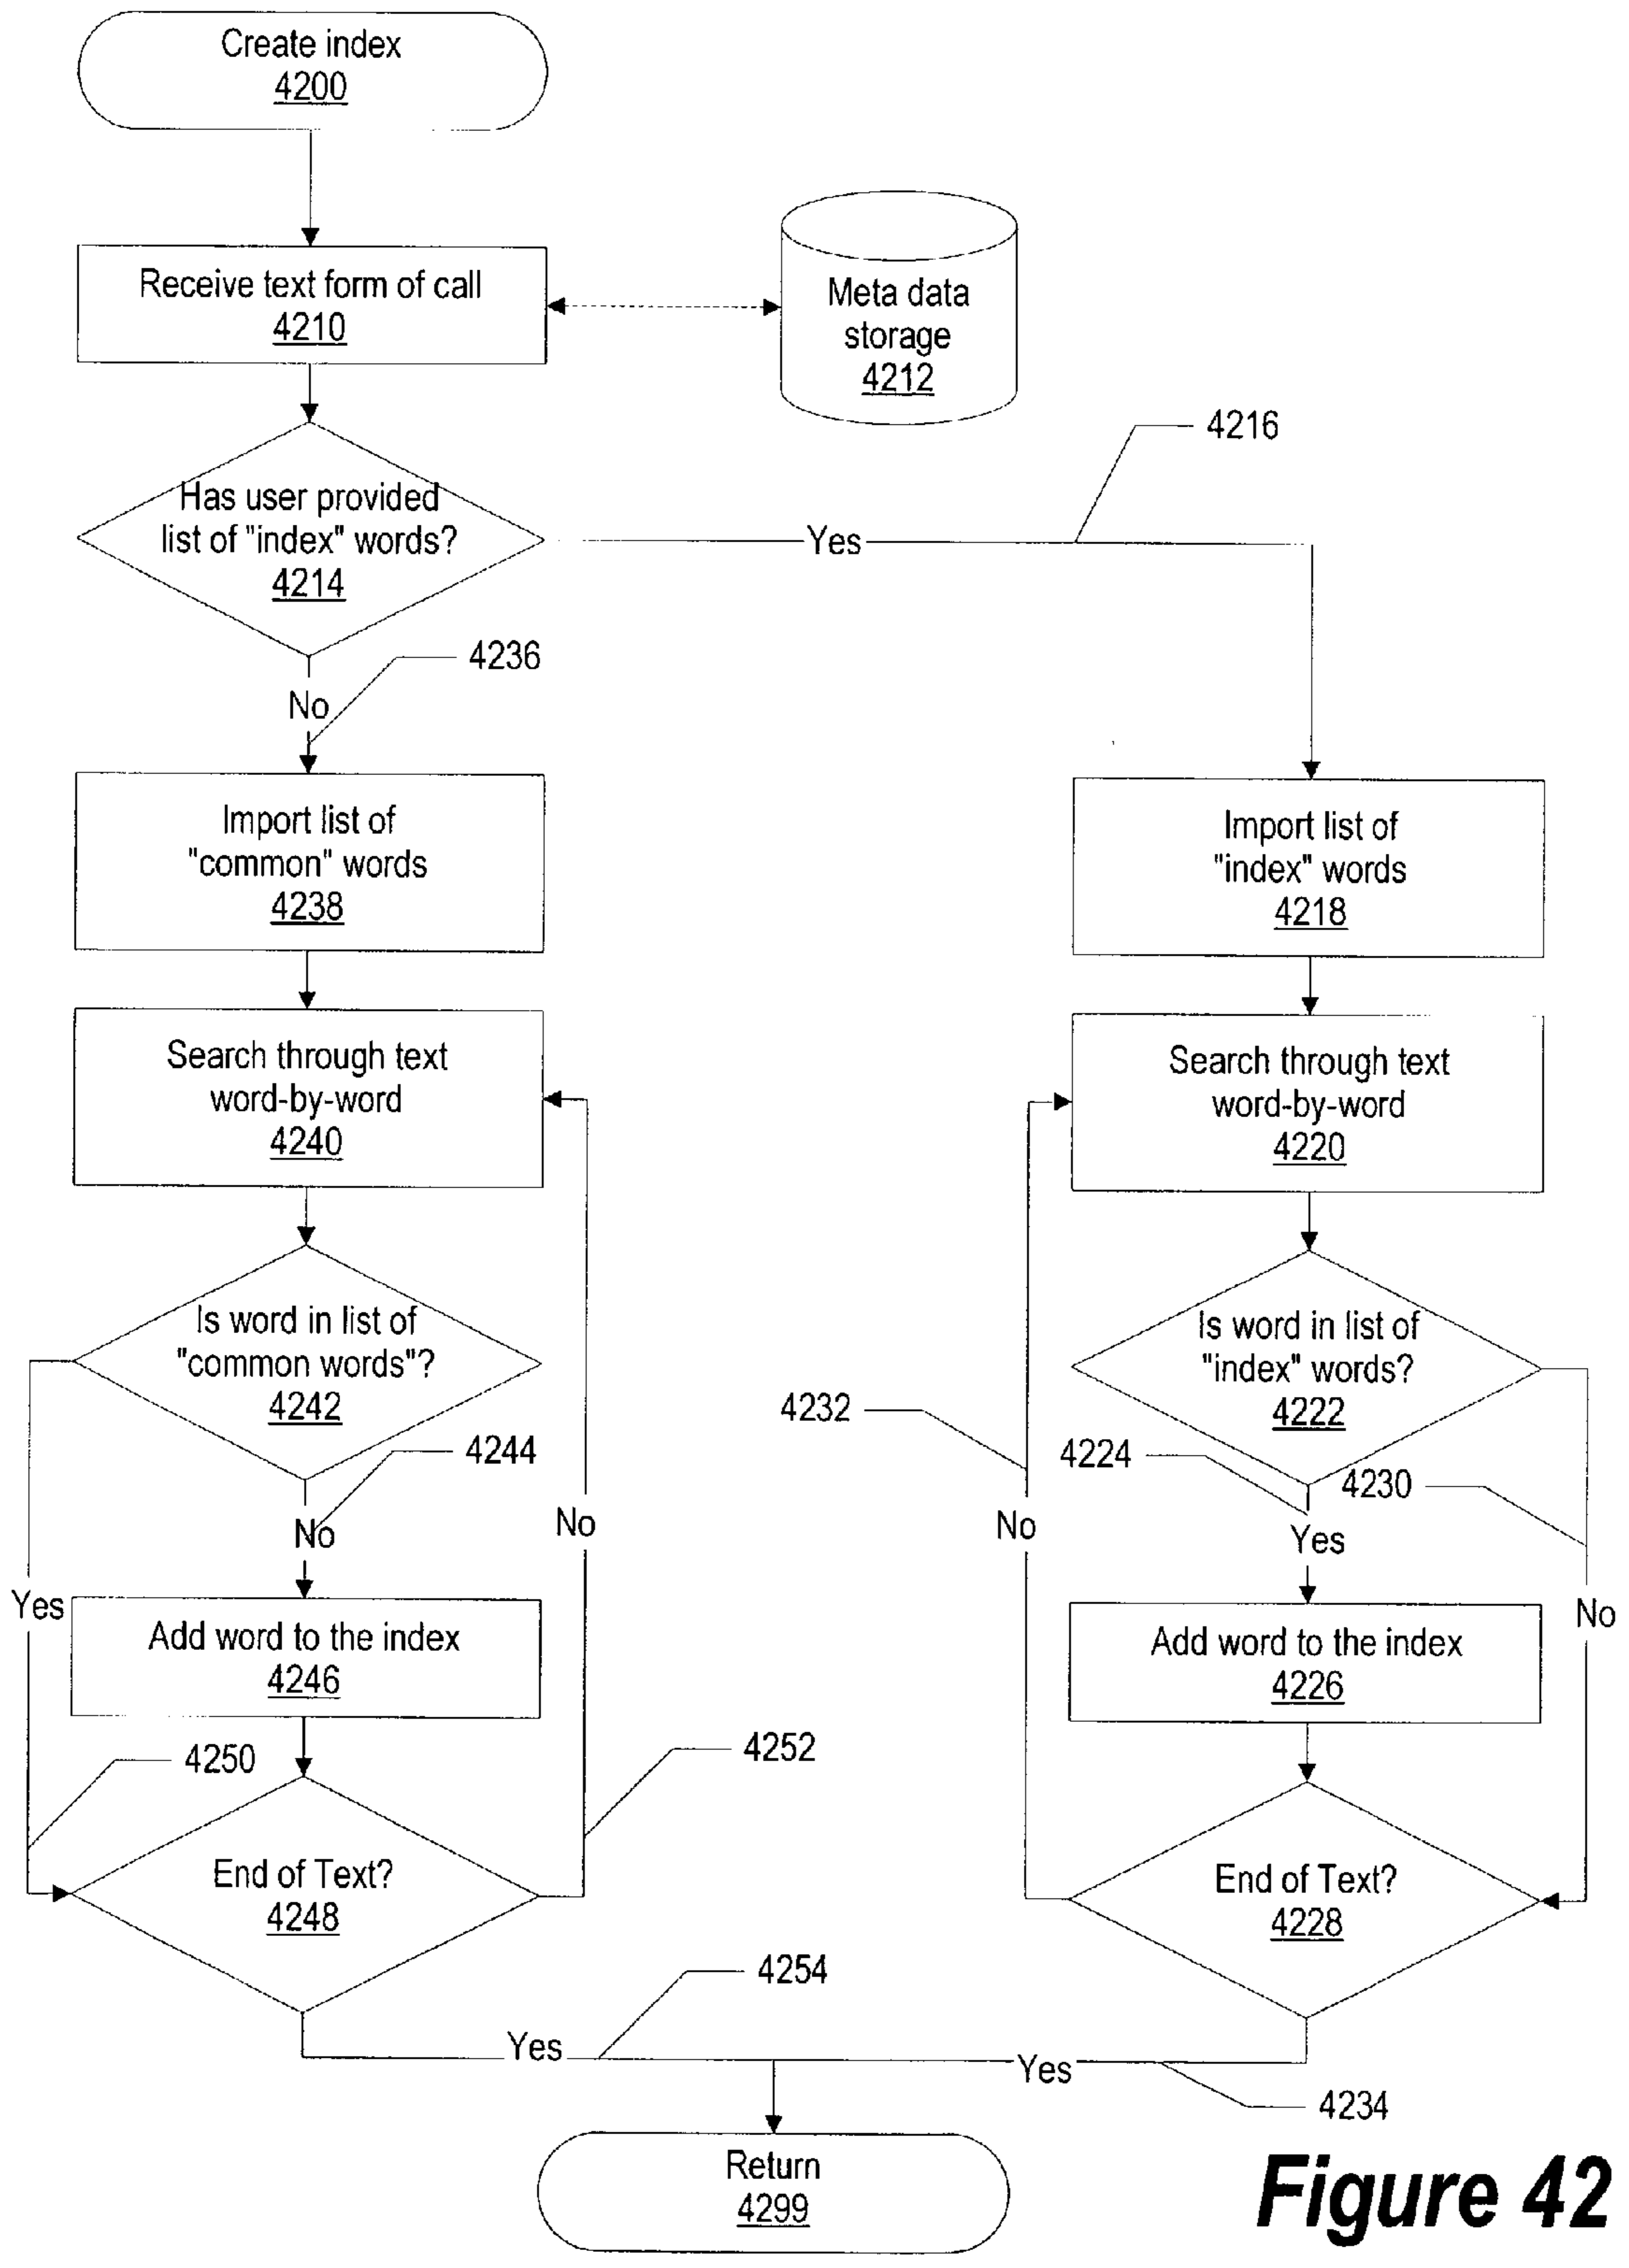 Create index
4200
Receive text form of call
4210
Meta data
storage
4212
4216
Has user provided
list of "index" words?
4214
Yes
4236
No
Import list of
"common" words
4238
Import list of
"index" words
4218
Search through text
word-by-word
4240
Search through text
word-by-word
4220
Is word in list of
"common words"?
4242
Is word in list of
"index" words?
4222
4232
4244
4224
4230
No
No
No
Yes
Yes
No
Add word to the index
4246
Add word to the index
4226
4250
4252
End of Text?
4248
End of Text?
4228
4254
Yes
Yes
4234
Return
4299
Figure 42